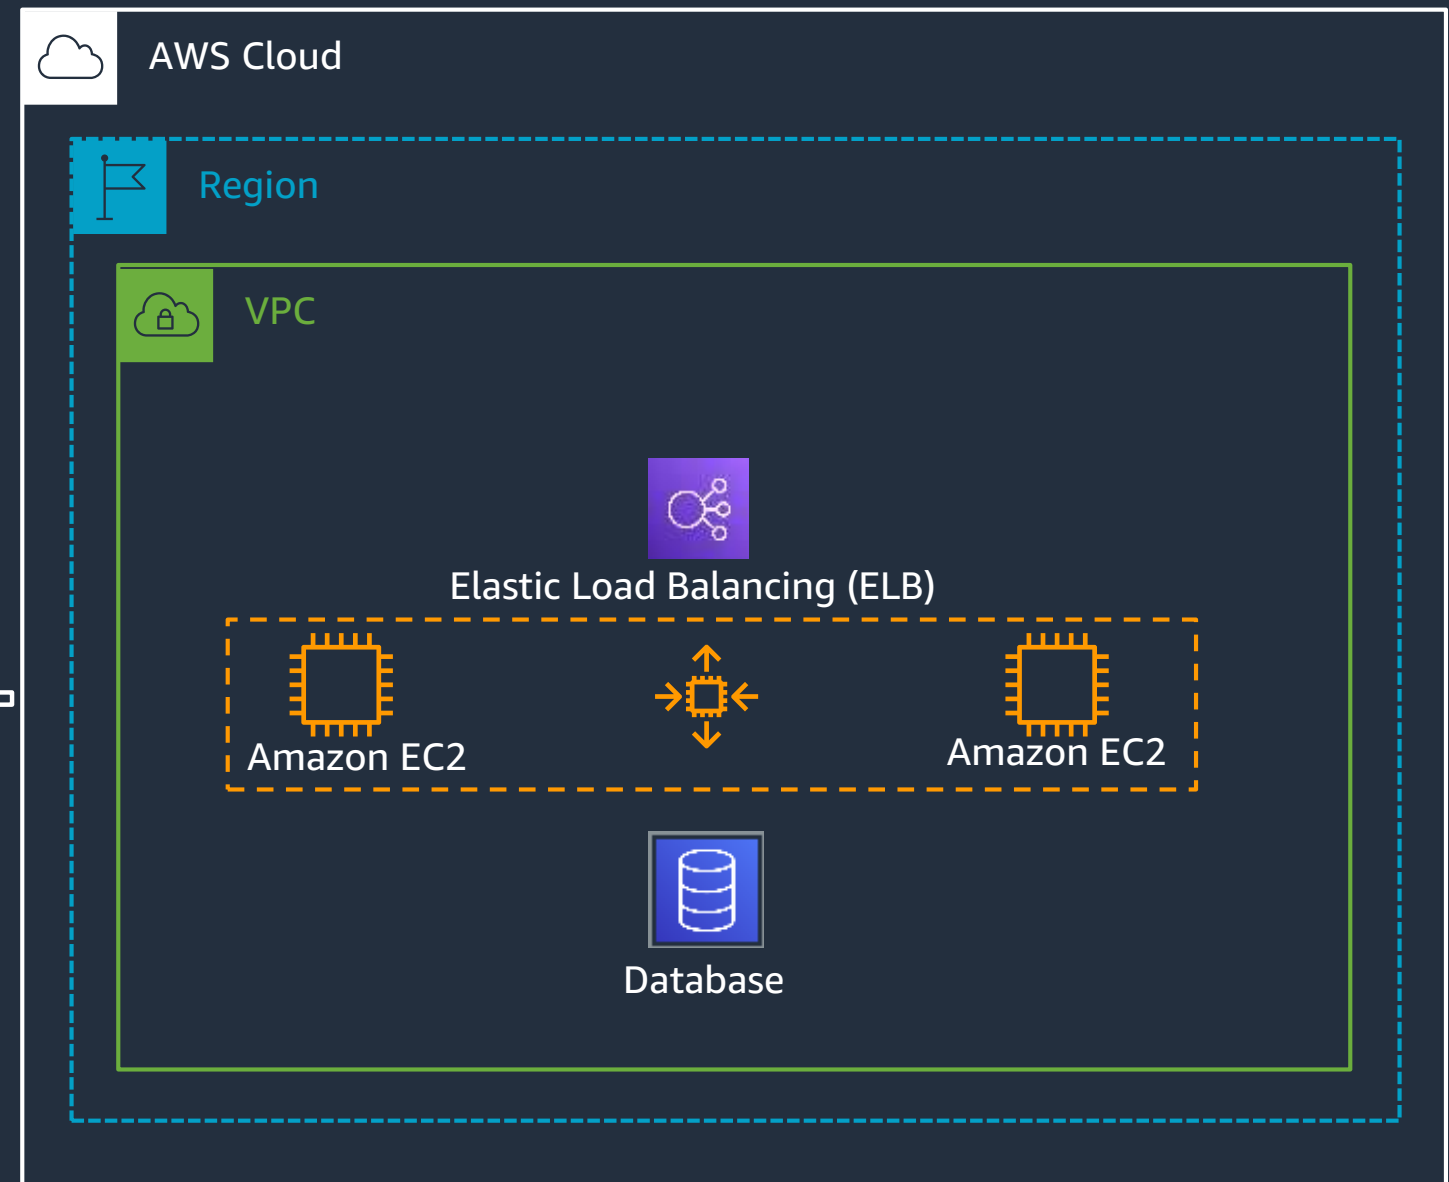 AWS Cloud
Region
VPC
Elastic Load Balancing (ELB)
Amazon EC2
Amazon EC2
Database